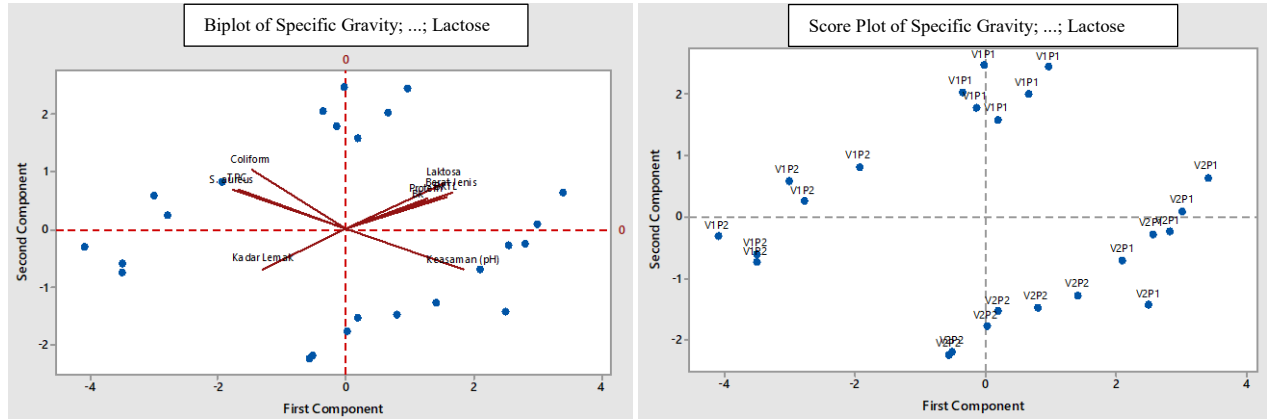 Biplot of Specific Gravity; ...; Lactose
0
2
1
0
-1
-2
Second Component
Coliform
S. aureus
TPC
Laktosa
Berat Jenis
Protein
BKTL
Kadar Lemak
Keasaman (pH)
0
-4
-2
0
2
4
First Component
Score Plot of Specific Gravity; ...; Lactose
2
1
0
-1
-2
Second Component
V1P1
V1P1
V1P1
V1P1
V1P1
V1P1
V1P2
V1P2
V1P2
V2P1
V2P1
V2P1
V2P1
V1P2
V1P2
V1P2
V2P1
V2P2
V2P1
V2P2
V2P2
V2P2
V2P2
V2P2
-4
-2
0
2
4
First Component